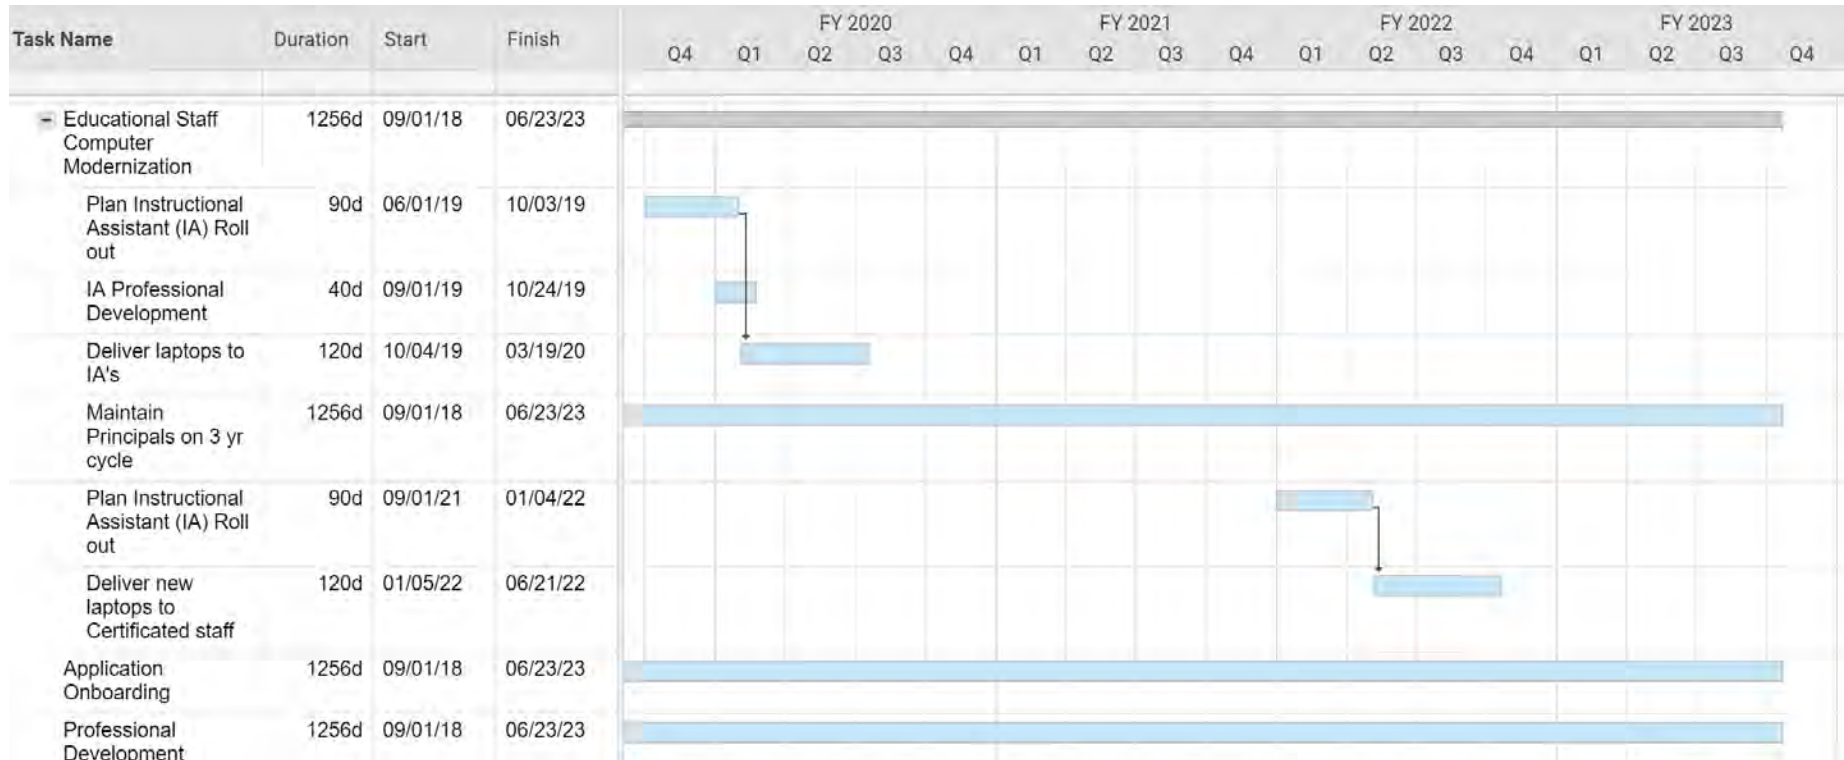 FY 2020 FY 2021 FY 2022 FY 2023
Task Name Duration Start Finish
Q4 Q1 Q2 Q3 Q4 Q1 Q2 Q3 Q4 Q1 Q2 Q3 Q4 Q1 Q2 Q3 Q4
Educational Staff 1256d 09/01/18 06/23/23
Computer
Modernization
Plan Instructional 90d 06/01/19 10/03/19
Assistant (IA) Roll
out
IA Professional 40d 09/01/19 10/24/19
Development
Deliver laptops to 120d 10/04/19 03/19/20
IA's
Maintain 1256d 09/01/18 06/23/23
Principals on 3 yr
cycle
Plan Instructional 90d 09/01/21 01/04/22
Assistant (IA) Roll
out
Deliver new 120d 01/05/22 06/21/22
laptops to
Certificated staff
Application 1256d 09/01/18 06/23/23
Onboarding
Professional 1256d 09/01/18 06/23/23
Development